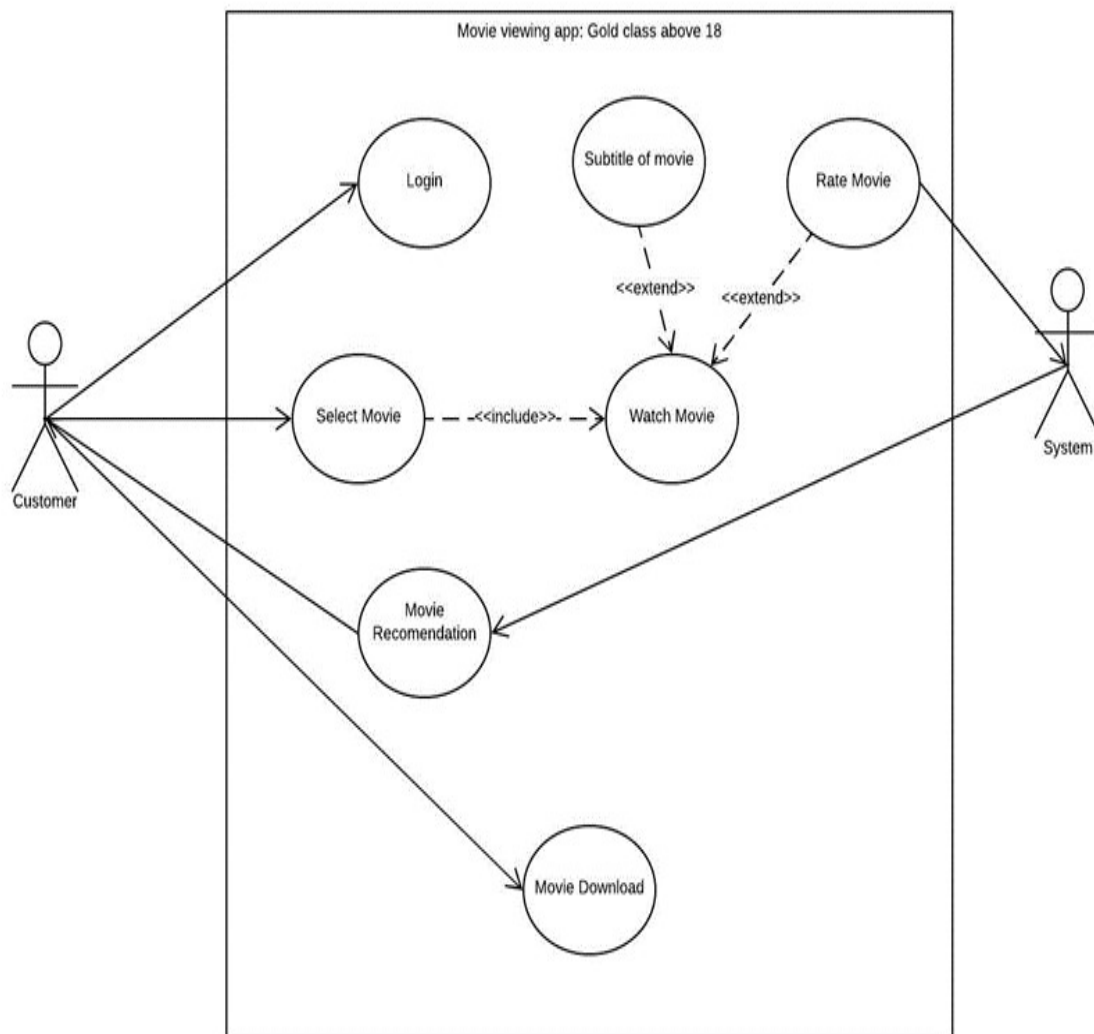 Movie viewing app: Gold class above 18
Login
Subtitle of movie
Rate Movie
<<extend>>
<<extend>>
Select Movie
<<include>>
Watch Movie
Customer
System
Movie
Recomendation
Movie Download